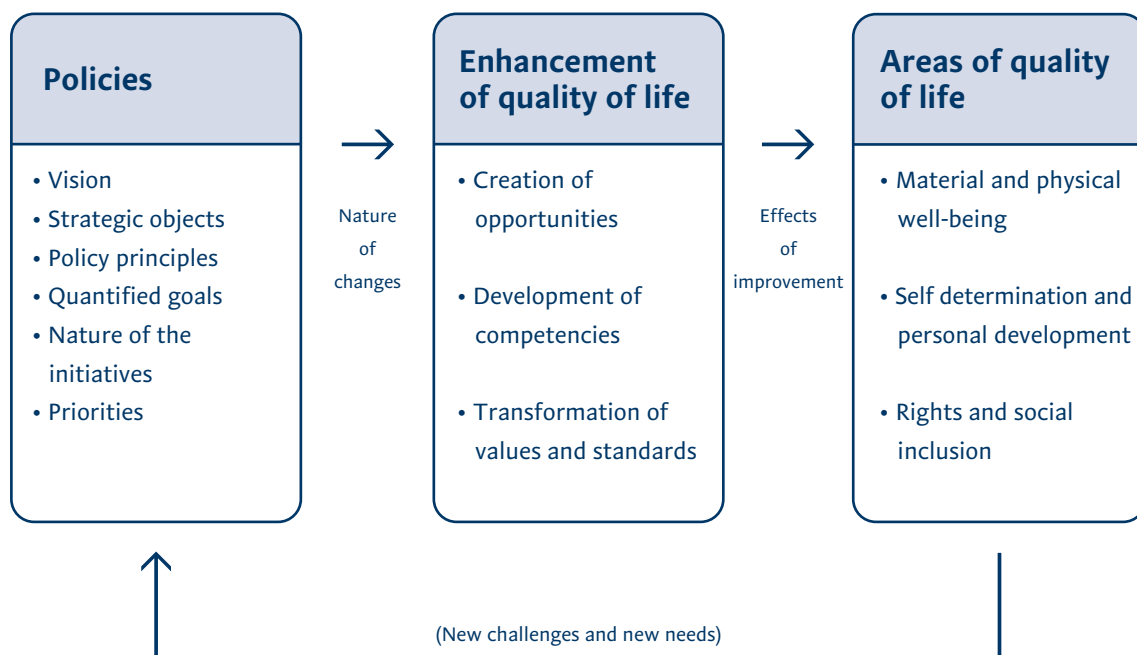 Policies
• Vision
• Strategic objects
• Policy principles
• Quantified goals
• Nature of the
initiatives
• Priorities
Nature
of
changes
Enhancement
of quality of life
• Creation of
opportunities
• Development of
competencies
• Transformation of
values and standards
Effects
of
improvement
Areas of quality
of life
• Material and physical
well-being
• Self determination and
personal development
• Rights and social
inclusion
(New challenges and new needs)